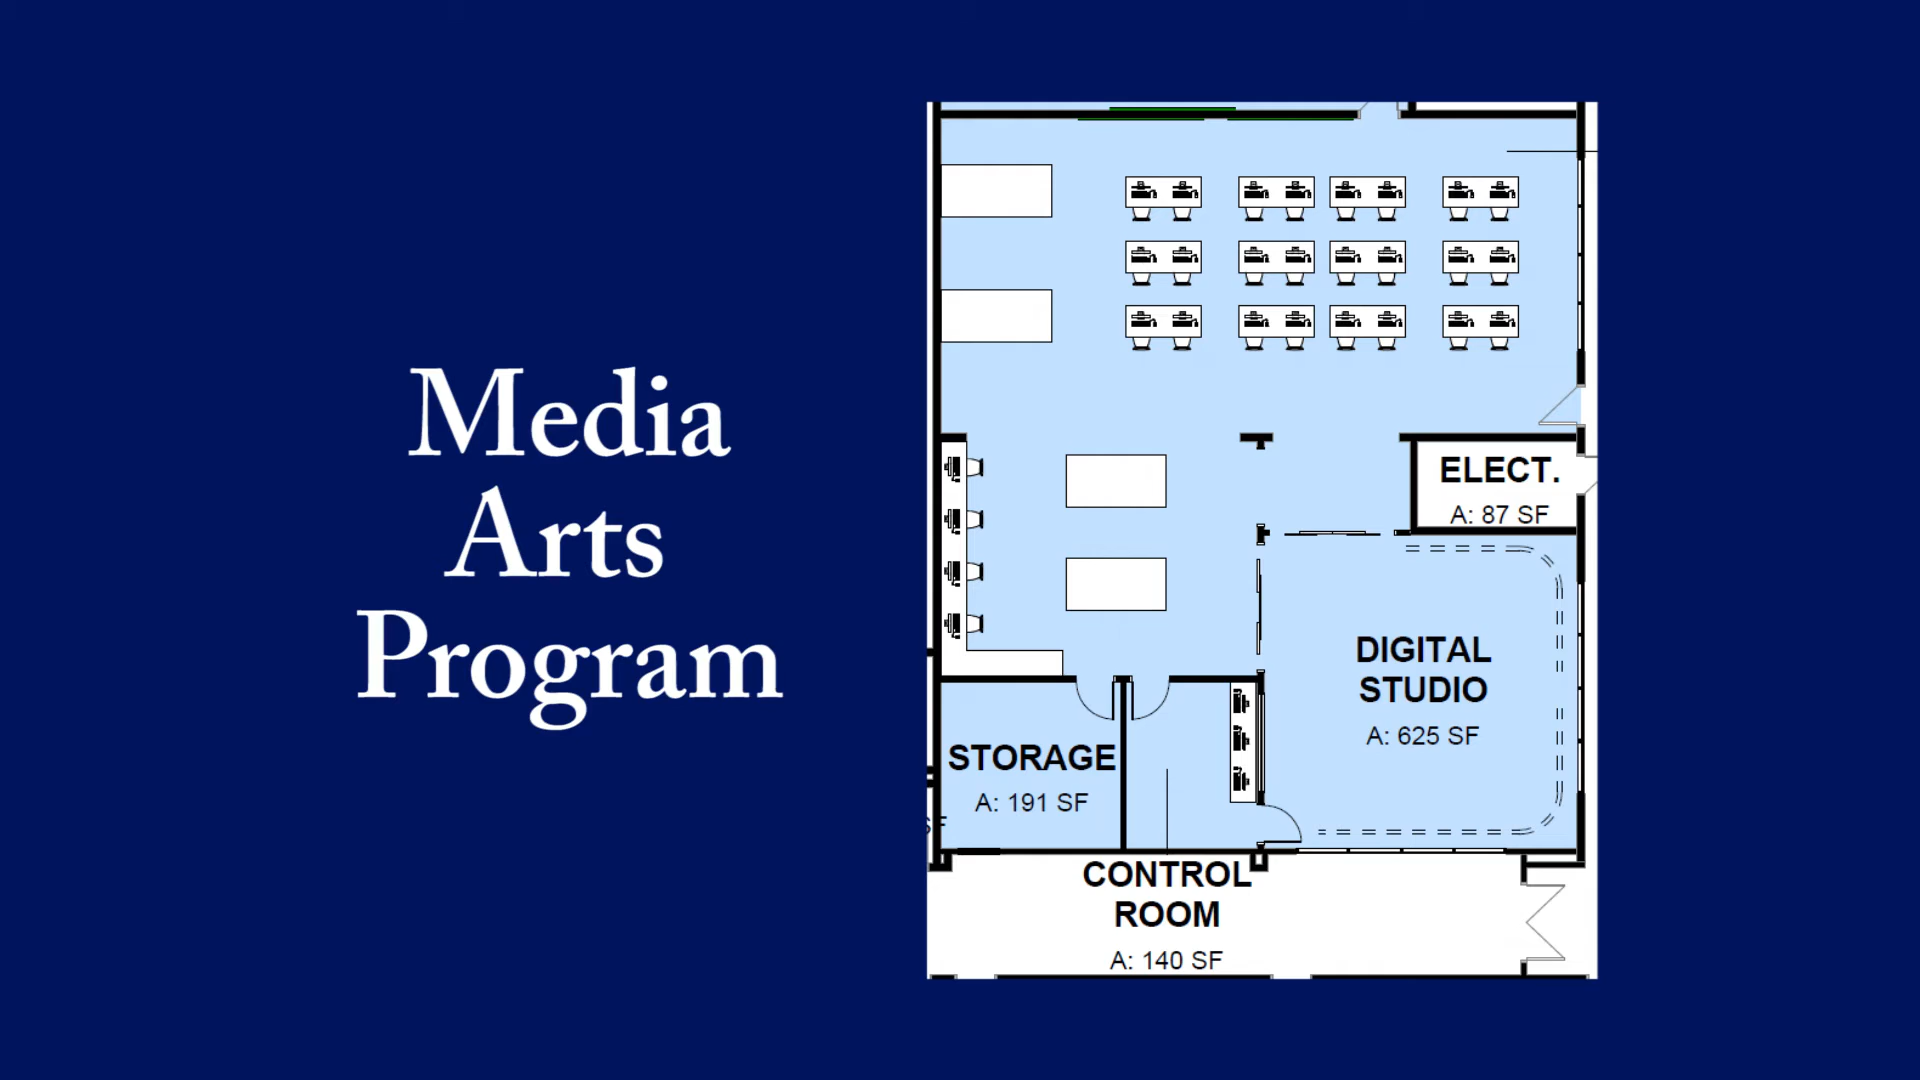 Media
Arts
Program
ELECT.
A: 87 SF
DIGITAL
STUDIO
A: 625 SF
STORAGE
A: 191 SF
CONTROL
ROOM
A: 140 SF